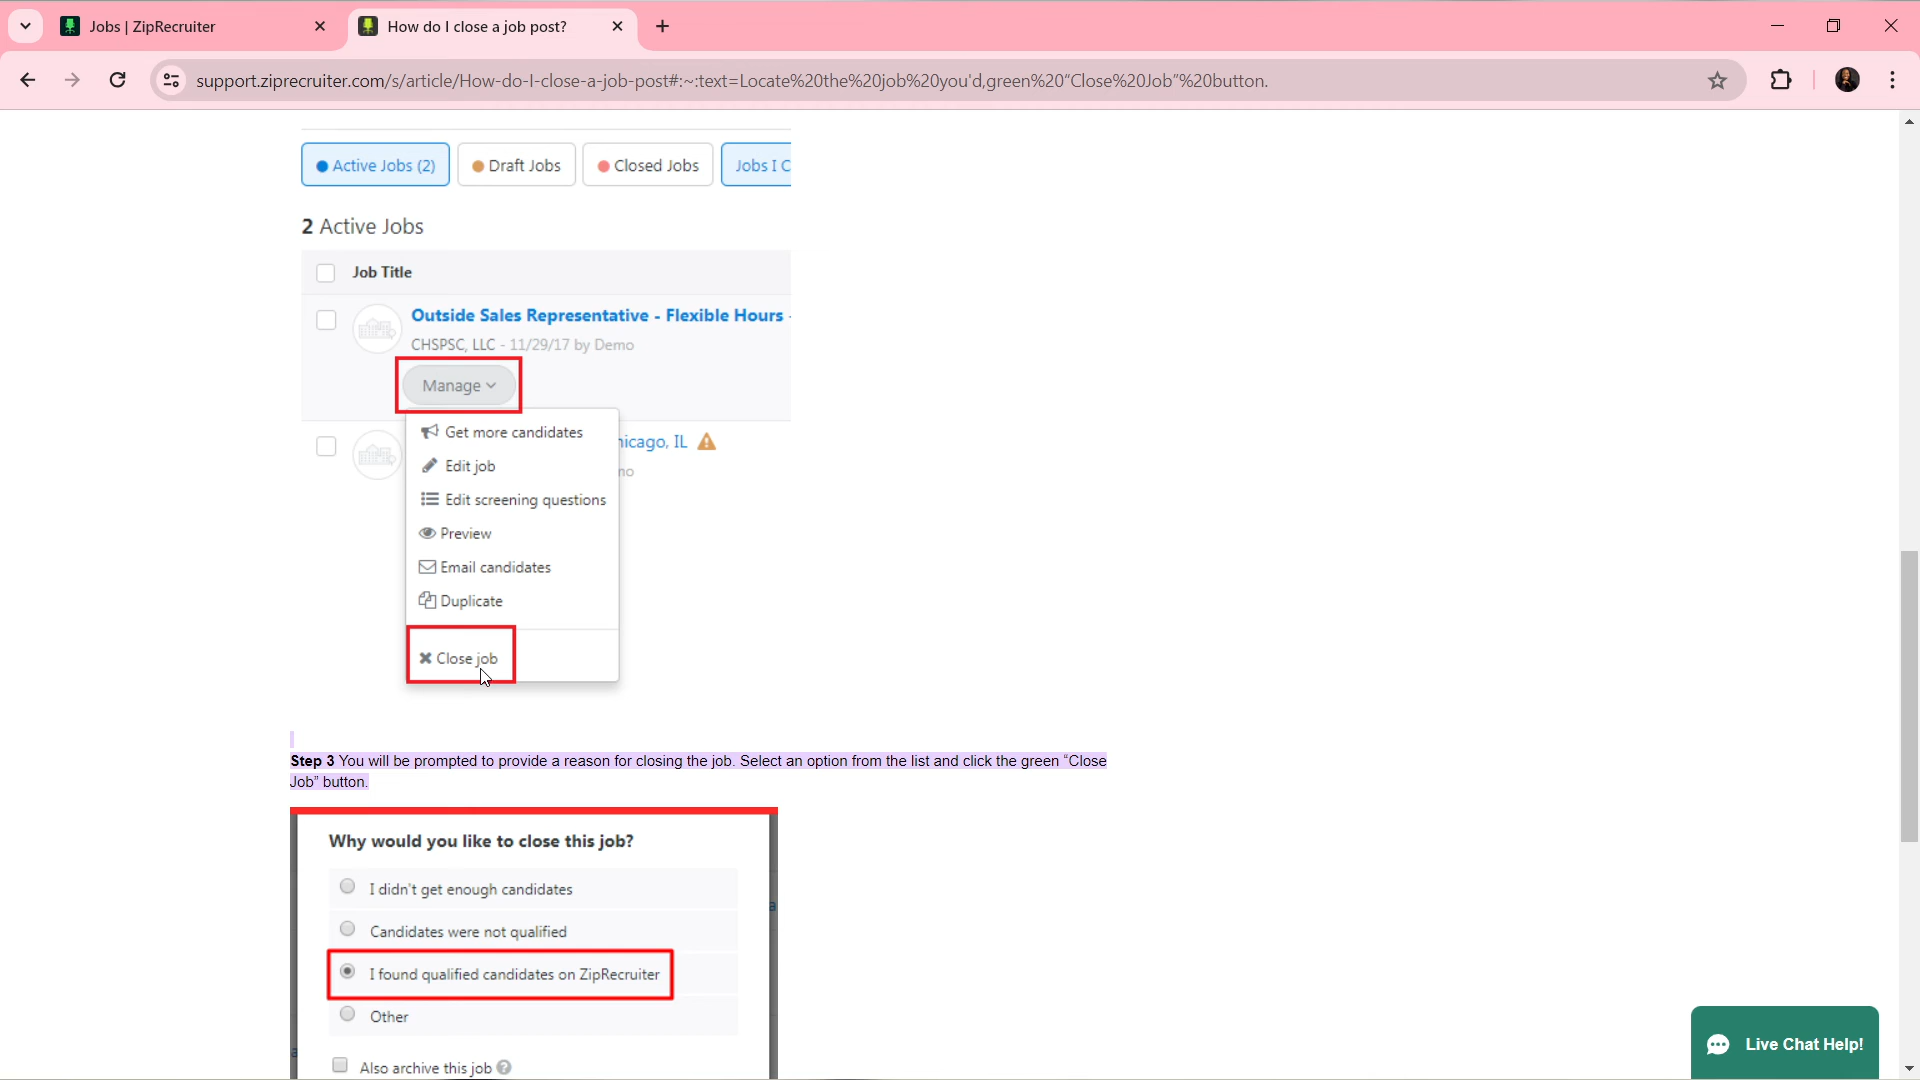 Jobs | ZipRecruiter
How do I close a job post?
support.ziprecruiter.com/s/article/How-do-I-close-a-job-post#:~:text=Locate%20the%20job%20you'd,green%20“Close%20Job”%20button.
Active Jobs (2)
Draft Jobs
Closed Jobs
Jobs I C
2 Active Jobs
Job Title
Outside Sales Representative - Flexible Hours -
CHSPSC, LLC - 11/29/17 by Demo
Manage
Get more candidates
hicago, IL
Edit job
no
Edit screening questions
Preview
Email candidates
Duplicate
Close job
Step 3 You will be prompted to provide a reason for closing the job. Select an option from the list and click the green “Close
Job” button.
Why would you like to close this job?
I didn't get enough candidates
Candidates were not qualified
I found qualified candidates on ZipRecruiter
Other
Also archive this job ?
Live Chat Help!